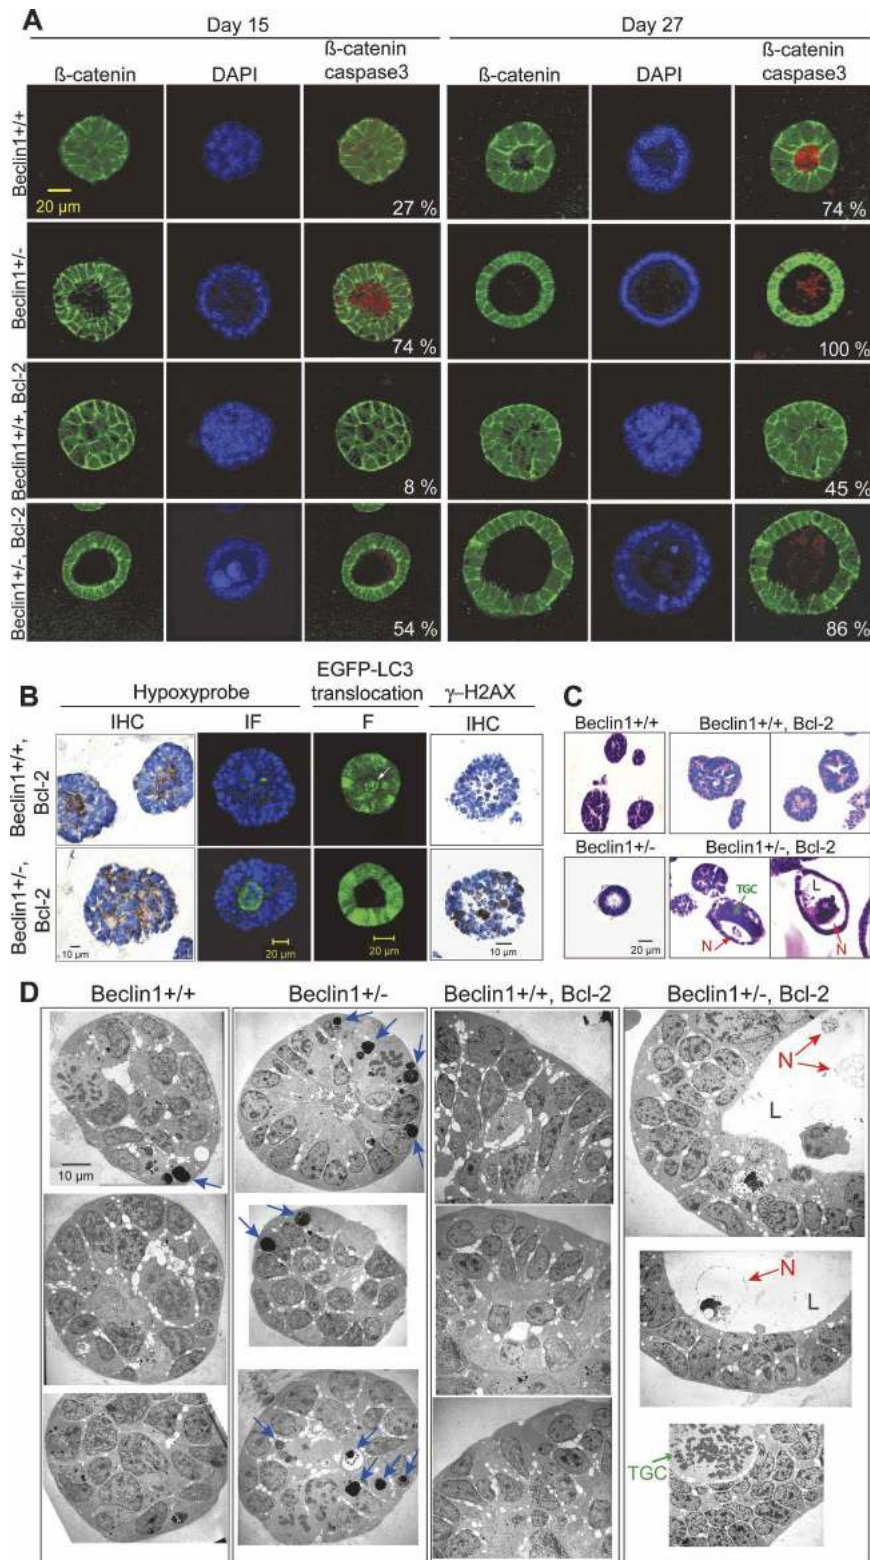 A
Day 15
Day 27
ß-catenin
DAPI
ß-catenin
caspase3
ß-catenin
DAPI
ß-catenin
caspase3
Beclin1+/+
20 µm
27 %
74 %
Beclin1+/-
74 %
100 %
Beclin1+/+, Bcl-2
8 %
45 %
Beclin1+/-, Bcl-2
54 %
86 %
B
Hypoxyprobe
EGFP-LC3
translocation
γ–H2AX
IHC
IF
F
IHC
Beclin1+/+,
Bcl-2
Beclin1+/-,
Bcl-2
10 µm
20 µm
20 µm
10 µm
C
Beclin1+/+
Beclin1+/+, Bcl-2
Beclin1+/-
Beclin1+/-, Bcl-2
20 µm
TGC
N
L
N
D
Beclin1+/+
Beclin1+/-
Beclin1+/+, Bcl-2
Beclin1+/-, Bcl-2
10 µm
N
L
N
L
TGC